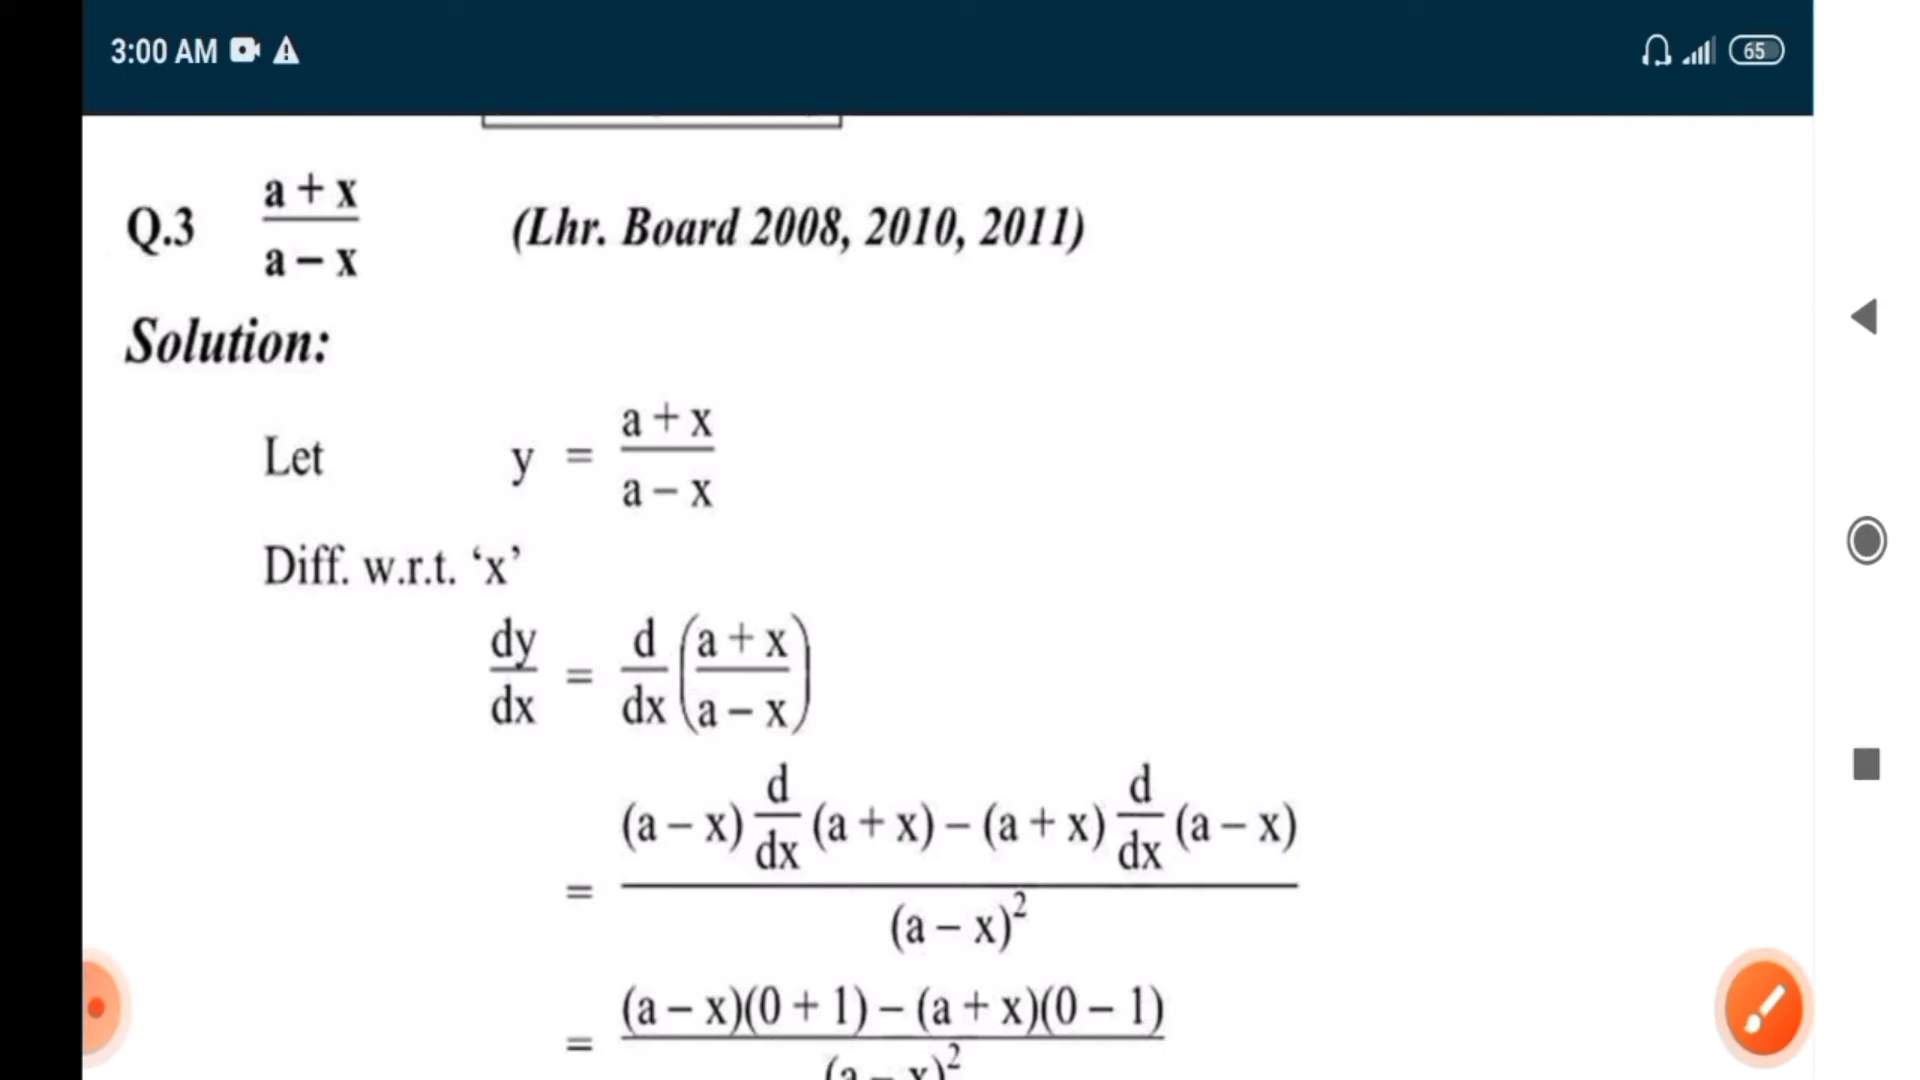 3:00 AM
65
Q.3 a + x / a – x (Lhr. Board 2008, 2010, 2011)
Solution:
Let y = a + x / a – x
Diff. w.r.t. ‘x’
dy/dx = d/dx (a + x / a – x)
= (a – x) d/dx (a + x) – (a + x) d/dx (a – x) / (a – x)²
= (a – x)(0 + 1) – (a + x)(0 – 1) / (a – x)²